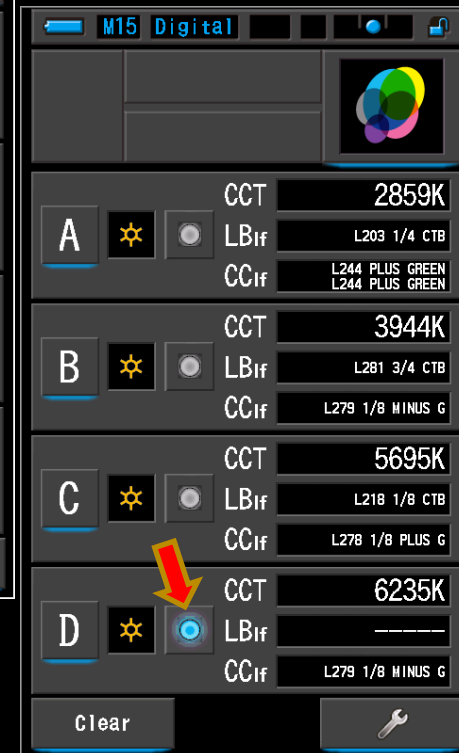 M15 Digital
CCT 2859K
A LBlf L203 1/4 CTB
CClf L244 PLUS GREEN
L244 PLUS GREEN
CCT 3944K
B LBlf L281 3/4 CTB
CClf L279 1/8 MINUS G
CCT 5695K
C LBlf L218 1/8 CTB
CClf L278 1/8 PLUS G
CCT 6235K
D LBlf -----
CClf L279 1/8 MINUS G
Clear